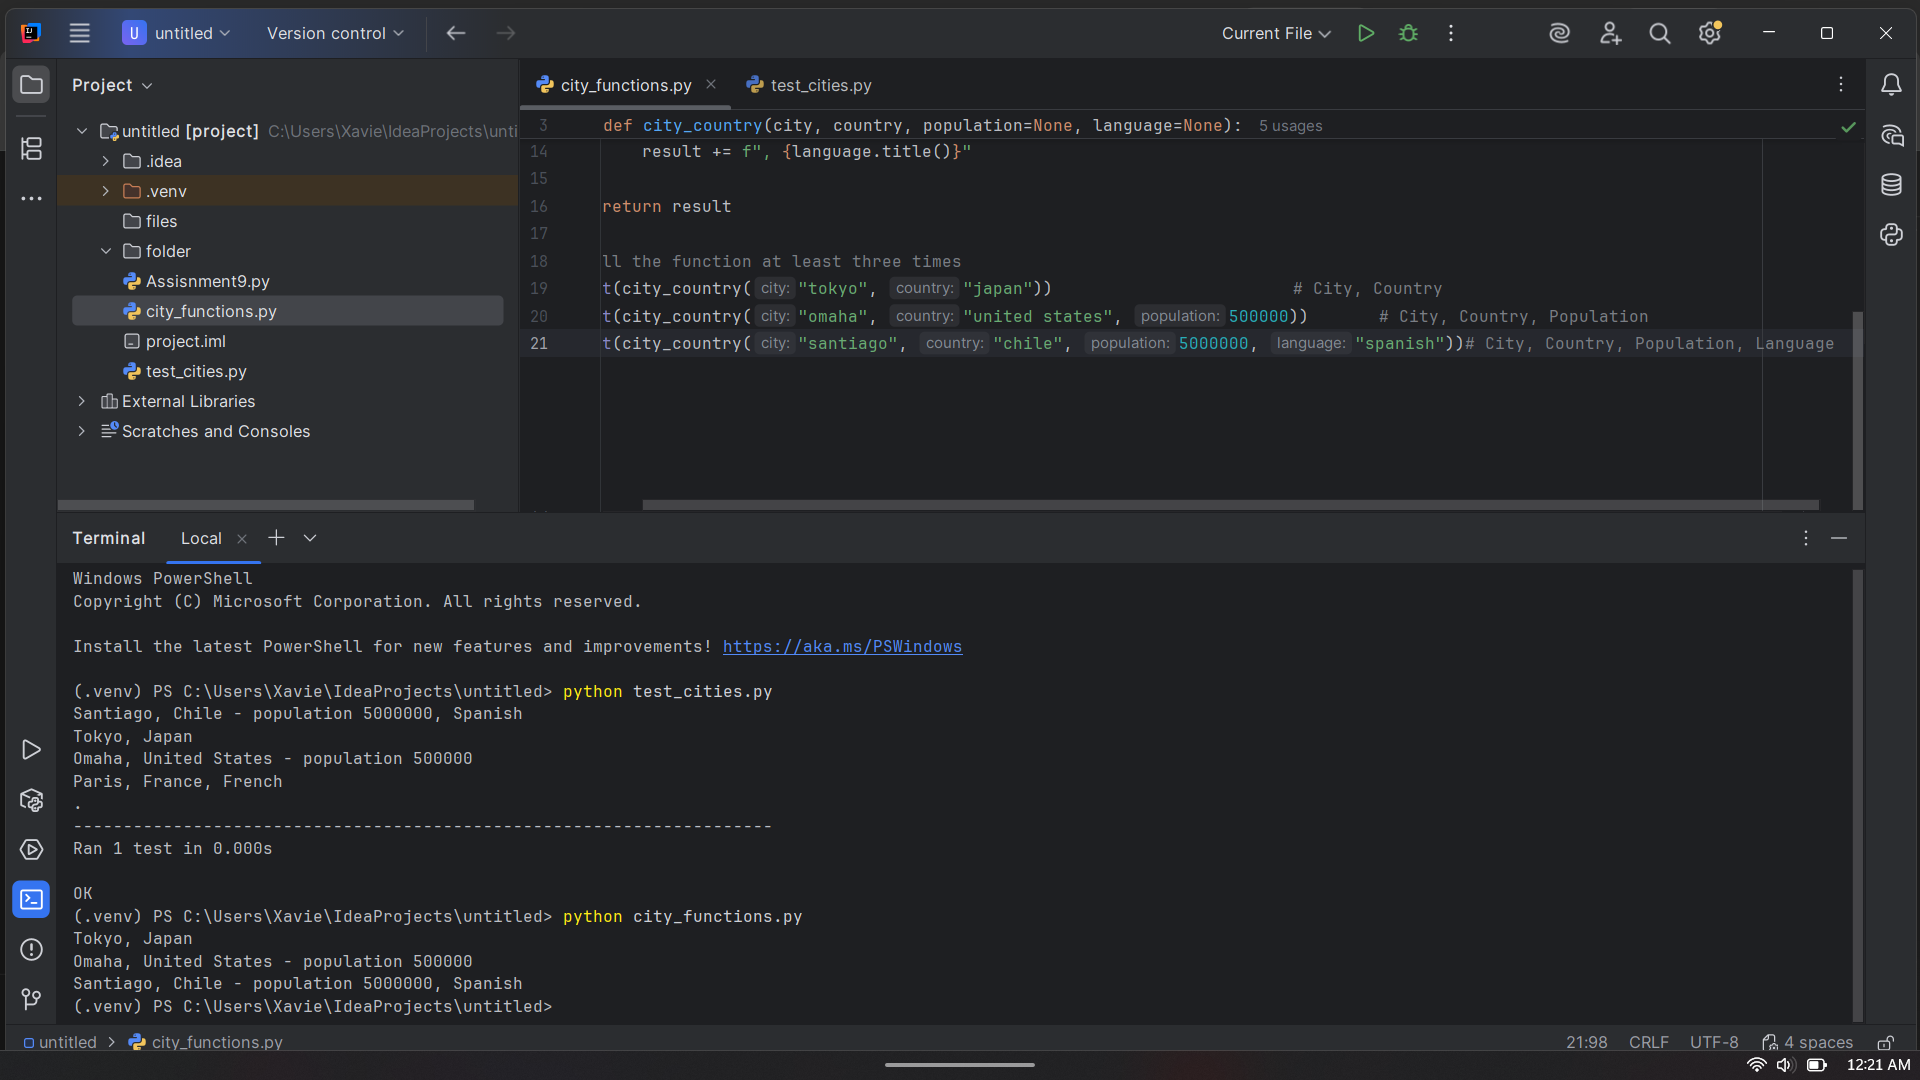 untitled
Version control
Current File
Project
city_functions.py
test_cities.py
untitled [project] C:\Users\Xavie\IdeaProjects\unti
.idea
.venv
files
folder
Assisnment9.py
city_functions.py
project.iml
test_cities.py
External Libraries
Scratches and Consoles
3 def city_country(city, country, population=None, language=None): 5 usages
14 result += f", {language.title()}"
15
16 return result
17
18 ll the function at least three times
19 t(city_country( city: "tokyo", country: "japan")) # City, Country
20 t(city_country( city: "omaha", country: "united states", population: 500000)) # City, Country, Population
21 t(city_country( city: "santiago", country: "chile", population: 5000000, language: "spanish"))# City, Country, Population, Language
Terminal
Local
Windows PowerShell
Copyright (C) Microsoft Corporation. All rights reserved.
Install the latest PowerShell for new features and improvements! https://aka.ms/PSWindows
(.venv) PS C:\Users\Xavie\IdeaProjects\untitled> python test_cities.py
Santiago, Chile - population 5000000, Spanish
Tokyo, Japan
Omaha, United States - population 500000
Paris, France, French
.
----------------------------------------------------------------------
Ran 1 test in 0.000s
OK
(.venv) PS C:\Users\Xavie\IdeaProjects\untitled> python city_functions.py
Tokyo, Japan
Omaha, United States - population 500000
Santiago, Chile - population 5000000, Spanish
(.venv) PS C:\Users\Xavie\IdeaProjects\untitled>
untitled > city_functions.py
21:98 CRLF UTF-8 4 spaces
12:21 AM